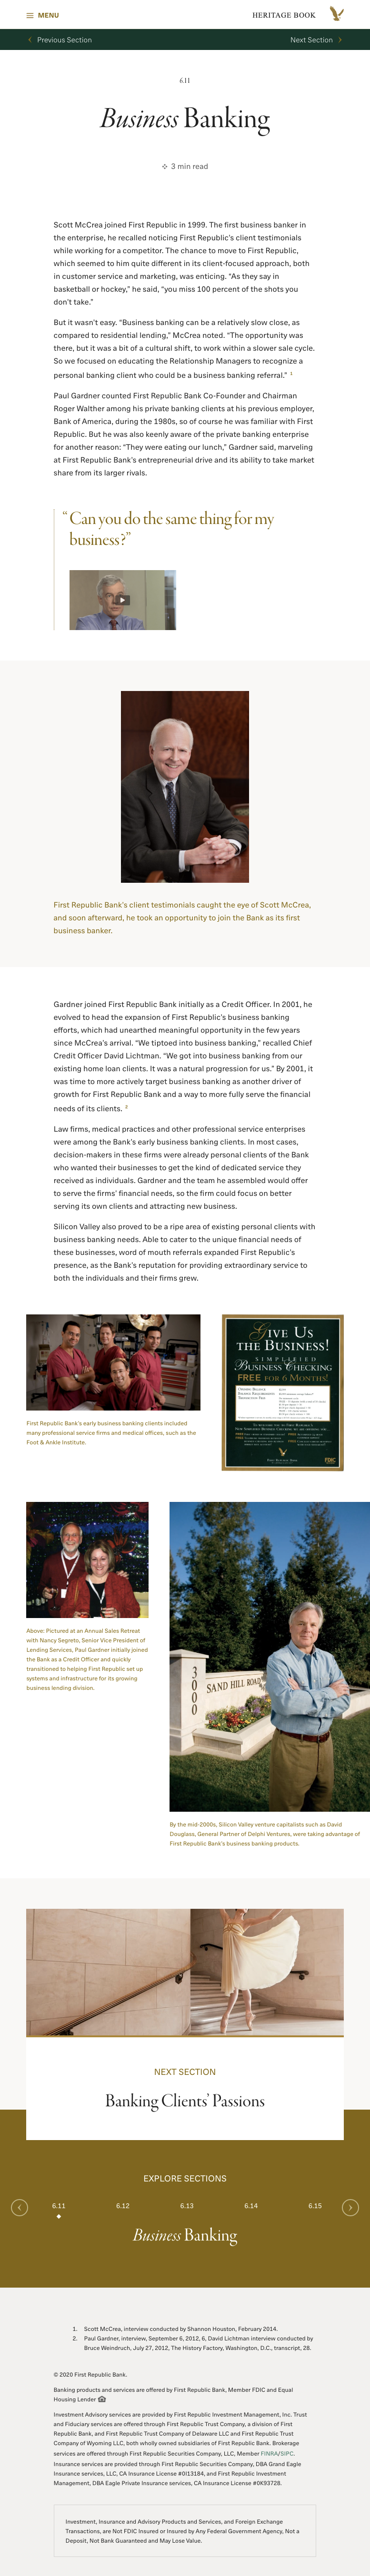 MENU
HERITAGE BOOK
Previous Section
Next Section
6.11
Business Banking
3 min read
Scott McCrea joined First Republic in 1999. The first business banker in
the enterprise, he recalled noticing First Republic's client testimonials
while working for a competitor. The chance to move to First Republic,
which seemed to him quite different in its client-focused approach, both
in customer service and marketing, was enticing. “As they say in
basketball or hockey,” he said, “you miss 100 percent of the shots you
don't take.”
But it wasn't easy. “Business banking can be a relatively slow close, as
compared to residential lending,” McCrea noted. “The opportunity was
there, but it was a bit of a cultural shift, to work within a slower sale cycle.
So we focused on educating the Relationship Managers to recognize a
personal banking client who could be a business banking referral.” 1
Paul Gardner counted First Republic Bank Co-Founder and Chairman
Roger Walther among his private banking clients at his previous employer,
Bank of America, during the 1980s, so of course he was familiar with First
Republic. But he was also keenly aware of the private banking enterprise
for another reason: “They were eating our lunch,” Gardner said, marveling
at First Republic Bank's entrepreneurial drive and its ability to take market
share from its larger rivals.
“Can you do the same thing for my
business?”
First Republic Bank's client testimonials caught the eye of Scott McCrea,
and soon afterward, he took an opportunity to join the Bank as its first
business banker.
Gardner joined First Republic Bank initially as a Credit Officer. In 2001, he
moved to head the expansion of First Republic's business banking
efforts, which had unearthed meaningful opportunity in the few years
since McCrea's arrival. “We tiptoed into business banking,” recalled Chief
Credit Officer David Lichtman. “We got into business banking from our
existing home loan clients. It was a natural progression for us.” By 2001, it
was time to more actively target business banking as another driver of
growth for First Republic Bank and a way to more fully serve the financial
needs of its clients. 2
Law firms, medical practices and other professional service enterprises
were among the Bank's early business banking clients. In most cases,
decision-makers in these firms were already personal clients of the Bank
who wanted their businesses to get the kind of dedicated service they
received as individuals. Gardner and the team he assembled would offer
to serve the firms' financial needs, so the firm could focus on better
serving its own clients and attracting new business.
Silicon Valley also proved to be a ripe area of existing personal clients with
business banking needs. Able to cater to the unique financial needs of
these businesses, word of mouth referrals expanded First Republic's
presence, as the Bank's reputation for providing extraordinary service to
both the individuals and their firms grew.
GIVE US
THE BUSINESS!
SIMPLIFIED
BUSINESS CHECKING
FREE FOR 6 MONTHS!
First Republic Bank's early business banking clients included
many professional service firms and medical offices, such as the
Foot & Ankle Institute.
FDIC
3000
SAND HILL ROAD
Above: Pictured at an Annual Sales Retreat
with Nancy Segreto, Senior Vice President of
Lending Services, Paul Gardner initially joined
the Bank as a Credit Officer and quickly
transitioned to helping First Republic set up
systems and infrastructure for its growing
business lending division.
By the mid-2000s, Silicon Valley venture capitalists such as David
Douglass, General Partner of Delphi Ventures, were taking advantage of
First Republic Bank's business banking products.
NEXT SECTION
Banking Clients' Passions
EXPLORE SECTIONS
6.11
6.12
6.13
6.14
6.15
Business Banking
1. Scott McCrea, interview conducted by Shannon Houston, February 2014.
2. Paul Gardner, interview, September 6, 2012, 6, David Lichtman interview conducted by
Bruce Weindruch, July 27, 2012, The History Factory, Washington, D.C., transcript, 28.
© 2020 First Republic Bank.
Banking products and services are offered by First Republic Bank, Member FDIC and Equal
Housing Lender
Investment Advisory services are provided by First Republic Investment Management, Inc. Trust
and Fiduciary services are offered through First Republic Trust Company, a division of First
Republic Bank, and First Republic Trust Company of Delaware LLC and First Republic Trust
Company of Wyoming LLC, both wholly owned subsidiaries of First Republic Bank. Brokerage
services are offered through First Republic Securities Company, LLC, Member FINRA/SIPC.
Insurance services are provided through First Republic Securities Company, DBA Grand Eagle
Insurance services, LLC, CA Insurance License #0I13184, and First Republic Investment
Management, DBA Eagle Private Insurance services, CA Insurance License #0K93728.
Investment, Insurance and Advisory Products and Services, and Foreign Exchange
Transactions, are Not FDIC Insured or Insured by Any Federal Government Agency, Not a
Deposit, Not Bank Guaranteed and May Lose Value.